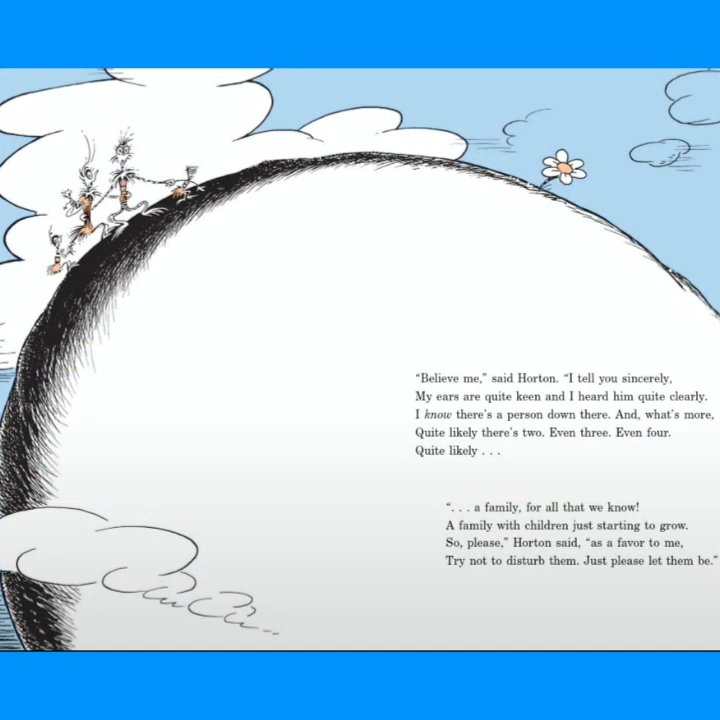 “Believe me,” said Horton. “I tell you sincerely,
My ears are quite keen and I heard him quite clearly.
I know there’s a person down there. And, what’s more,
Quite likely there’s two. Even three. Even four.
Quite likely . . .
“. . . a family, for all that we know!
A family with children just starting to grow.
So, please,” Horton said, “as a favor to me,
Try not to disturb them. Just please let them be.”